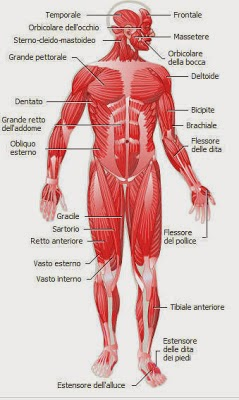 Temporale
Orbicolare dell'occhio
Sterno-cleido-mastoideo
Grande pettorale
Dentato
Grande retto
dell'addome
Obliquo
esterno
Gracile
Sartorio
Retto anteriore
Vasto esterno
Vasto interno
Estensore dell'alluce
Frontale
Massetere
Orbicolare
della bocca
Deltoide
Bicipite
Brachiale
Flessore
delle dita
Flessore
del pollice
Tibiale anteriore
Estensore
delle dita
dei piedi